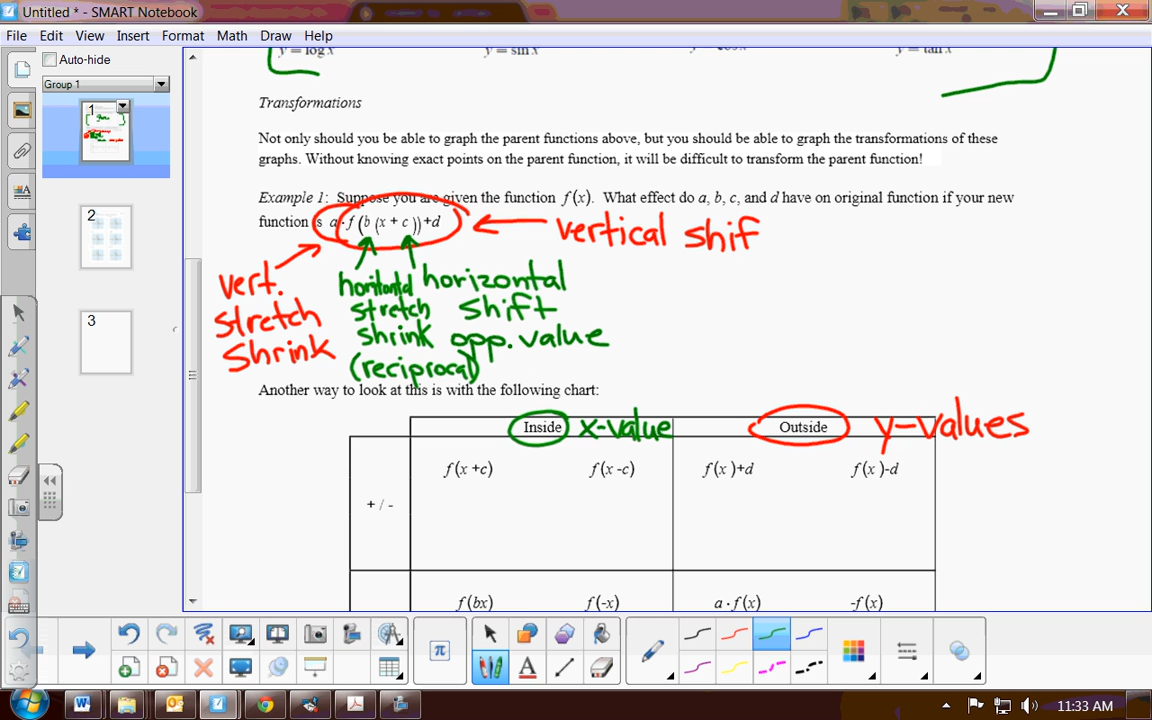 Untitled * - SMART Notebook
File Edit View Insert Format Math Draw Help
Auto-hide
Group 1
1
2
3
y = log x y = sin x y = tan x
Transformations
Not only should you be able to graph the parent functions above, but you should be able to graph the transformations of these
graphs. Without knowing exact points on the parent function, it will be difficult to transform the parent function!
Example 1: Suppose you are given the function f(x). What effect do a, b, c, and d have on original function if your new
function is a·f(b(x + c))+d
vertical shif
vert.
stretch
shrink
horitontal
stretch
shrink
(reciprocal)
horizontal
shift
opp. value
Another way to look at this is with the following chart:
Inside x-value Outside y-values
f(x +c) f(x -c) f(x )+d f(x )-d
+ / -
f(bx) f(-x) a·f(x) -f(x)
11:33 AM